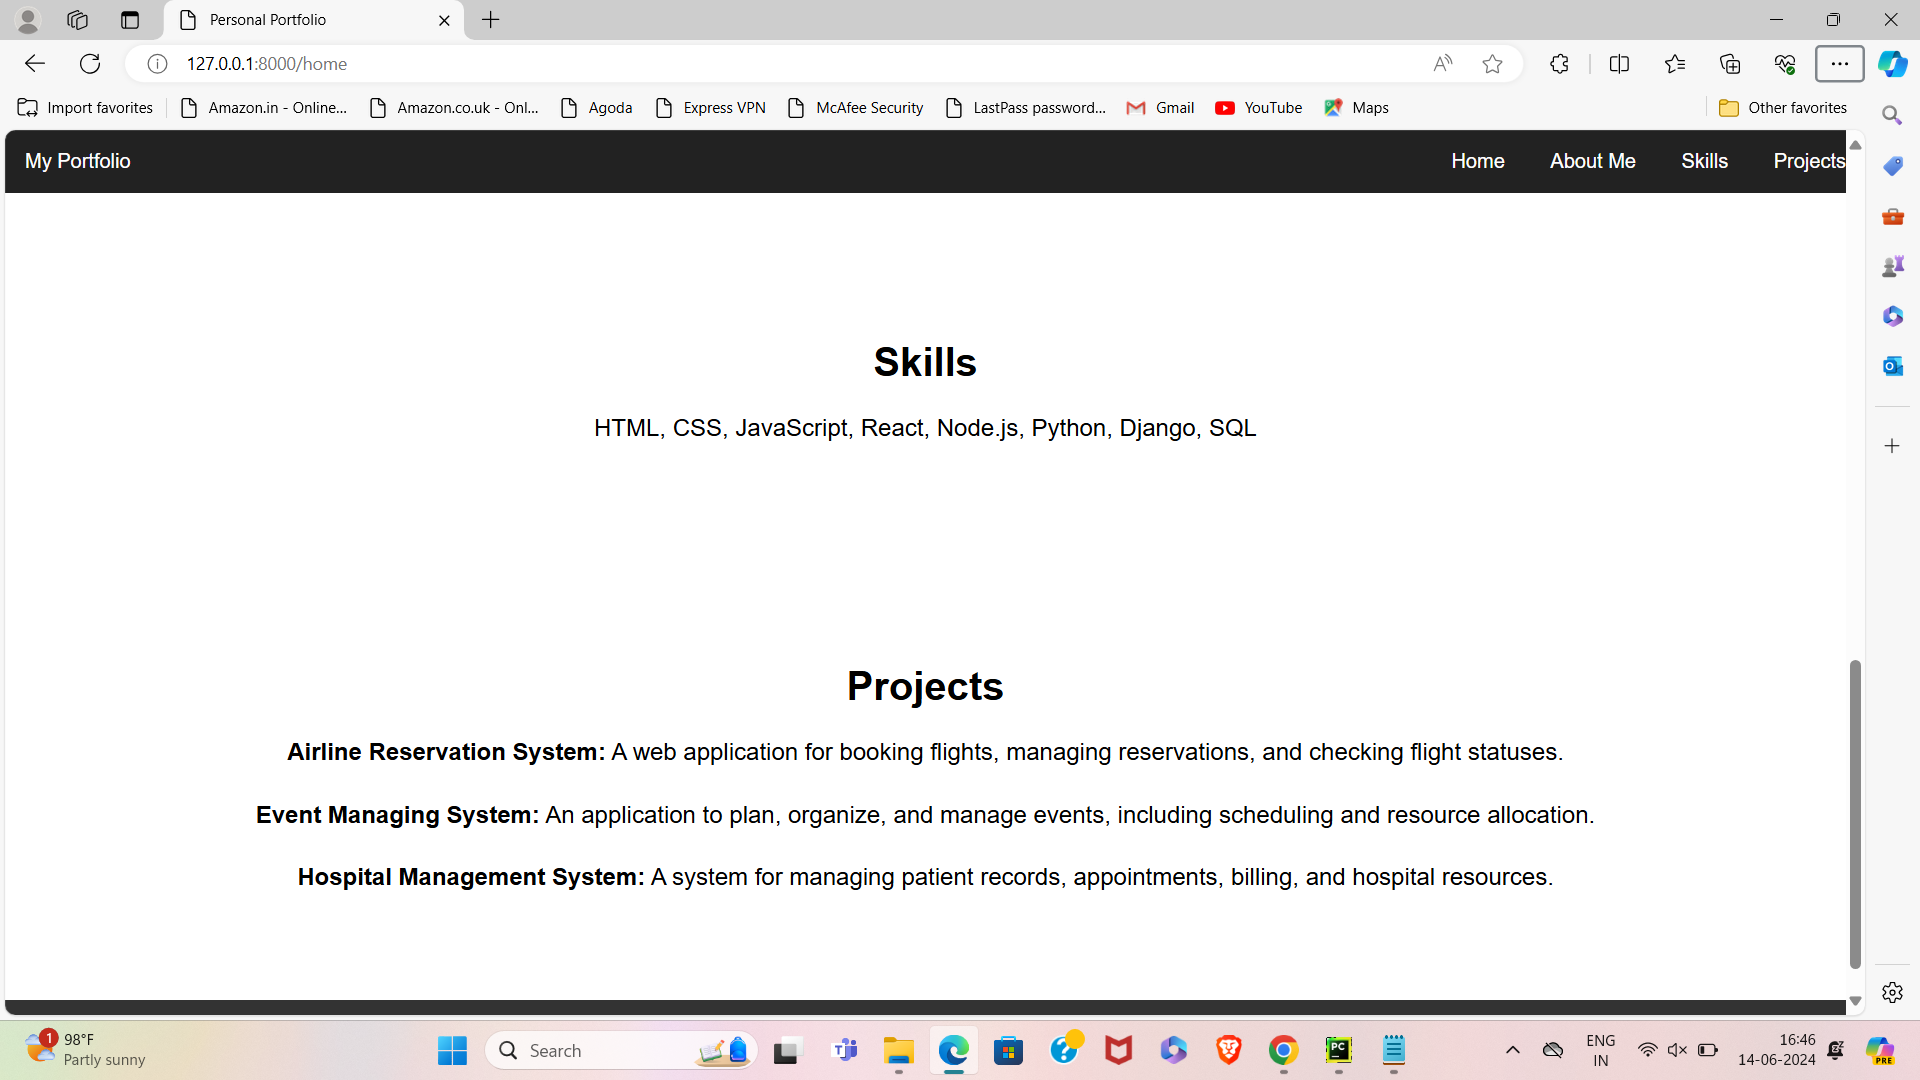 Personal Portfolio
127.0.0.1:8000/home
Import favorites Amazon.in - Online... Amazon.co.uk - Onl... Agoda Express VPN McAfee Security LastPass password... Gmail YouTube Maps Other favorites
My Portfolio Home About Me Skills Projects
Skills
HTML, CSS, JavaScript, React, Node.js, Python, Django, SQL
Projects
Airline Reservation System: A web application for booking flights, managing reservations, and checking flight statuses.
Event Managing System: An application to plan, organize, and manage events, including scheduling and resource allocation.
Hospital Management System: A system for managing patient records, appointments, billing, and hospital resources.
1 98°F
Partly sunny
Search
PC
ENG
IN
16:46
14-06-2024
PRE